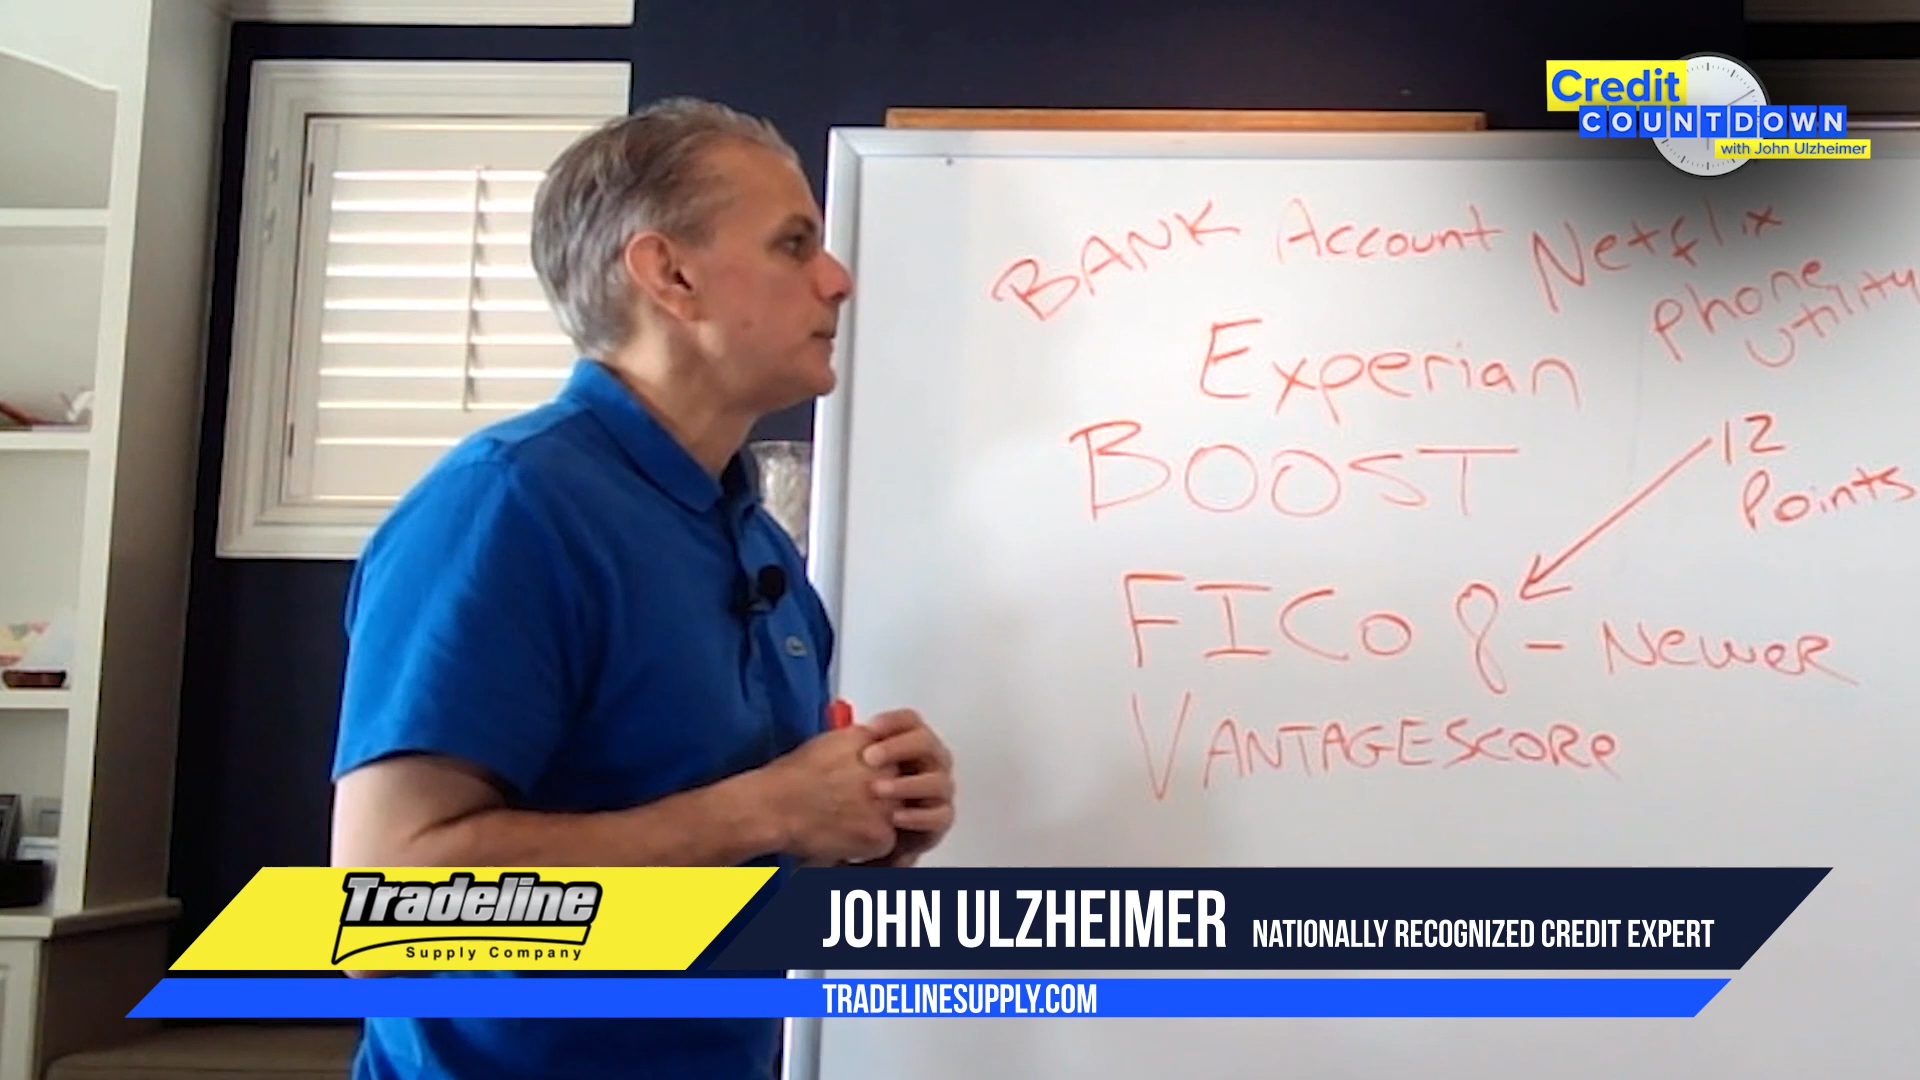 Credit
COUNTDOWN
with John Ulzheimer
BANK Account Netflix
phone
utility
Experian
BOOST
12
Points
FICO 8 - Newer
VANTAGESCORe
Tradeline
Supply Company
JOHN ULZHEIMER NATIONALLY RECOGNIZED CREDIT EXPERT
TRADELINESUPPLY.COM